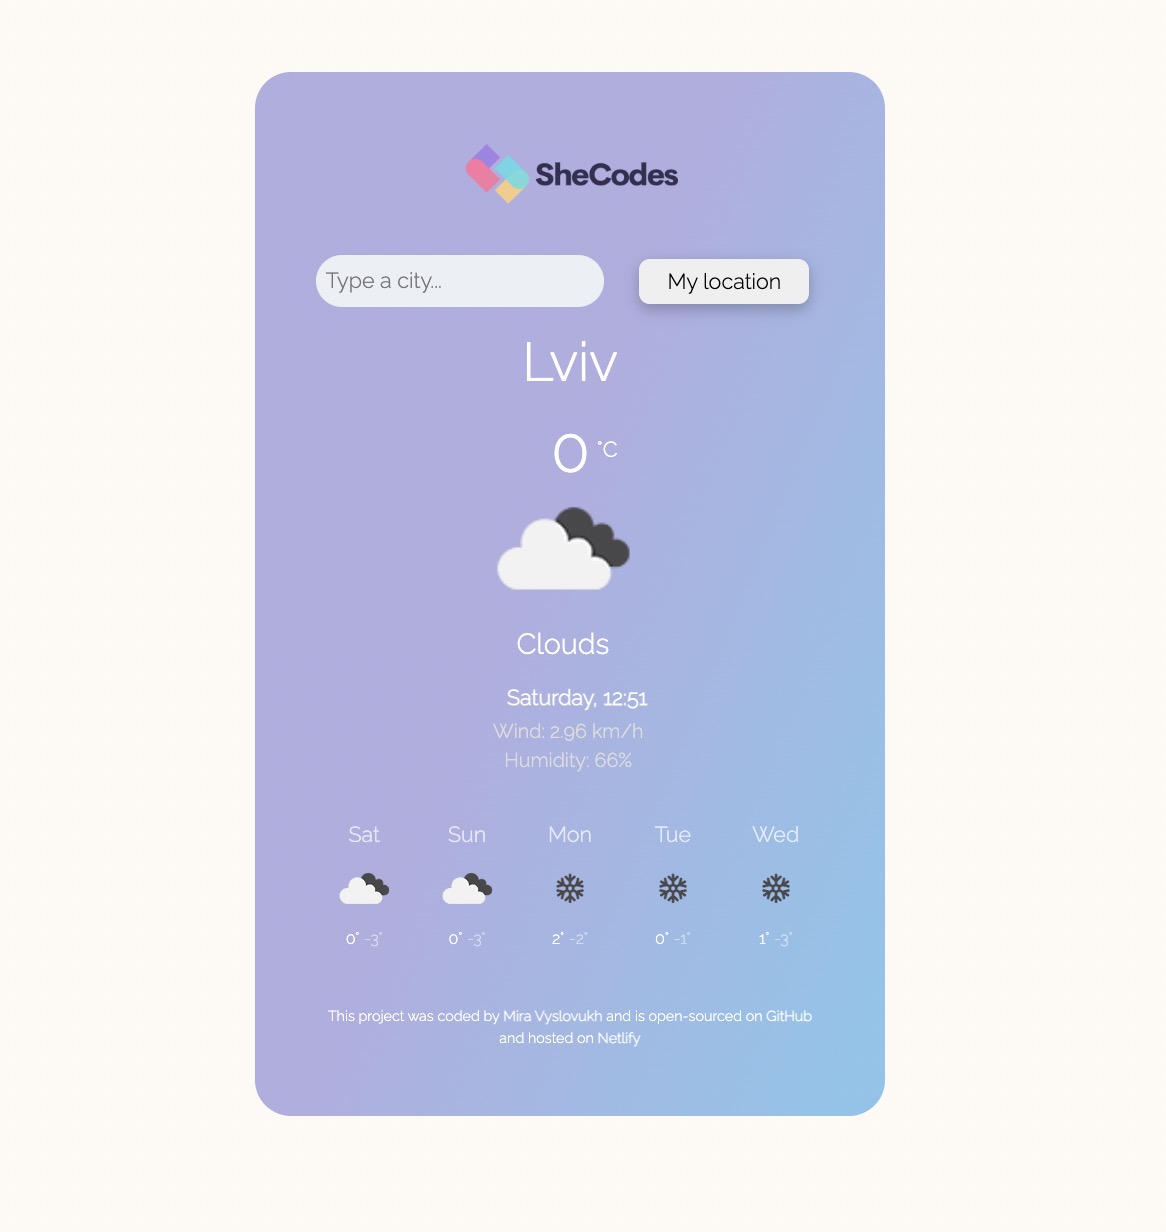 SheCodes
Type a city...
My location
Lviv
0 °C
Clouds
Saturday, 12:51
Wind: 2.96 km/h
Humidity: 66%
Sat Sun Mon Tue Wed
0° -3° 0° -3° 2° -2° 0° -1° 1° -3°
This project was coded by Mira Vyslovukh and is open-sourced on GitHub
and hosted on Netlify